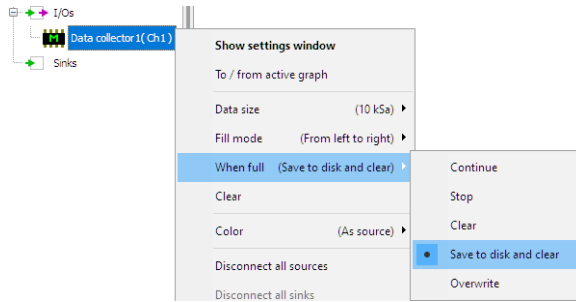 I/Os
M
Data collector1( Ch1 )
Sinks
Show settings window
To / from active graph
Data size (10 kSa)
Fill mode (From left to right)
When full (Save to disk and clear)
Clear
Color (As source)
Disconnect all sources
Disconnect all sinks
Continue
Stop
Clear
Save to disk and clear
Overwrite